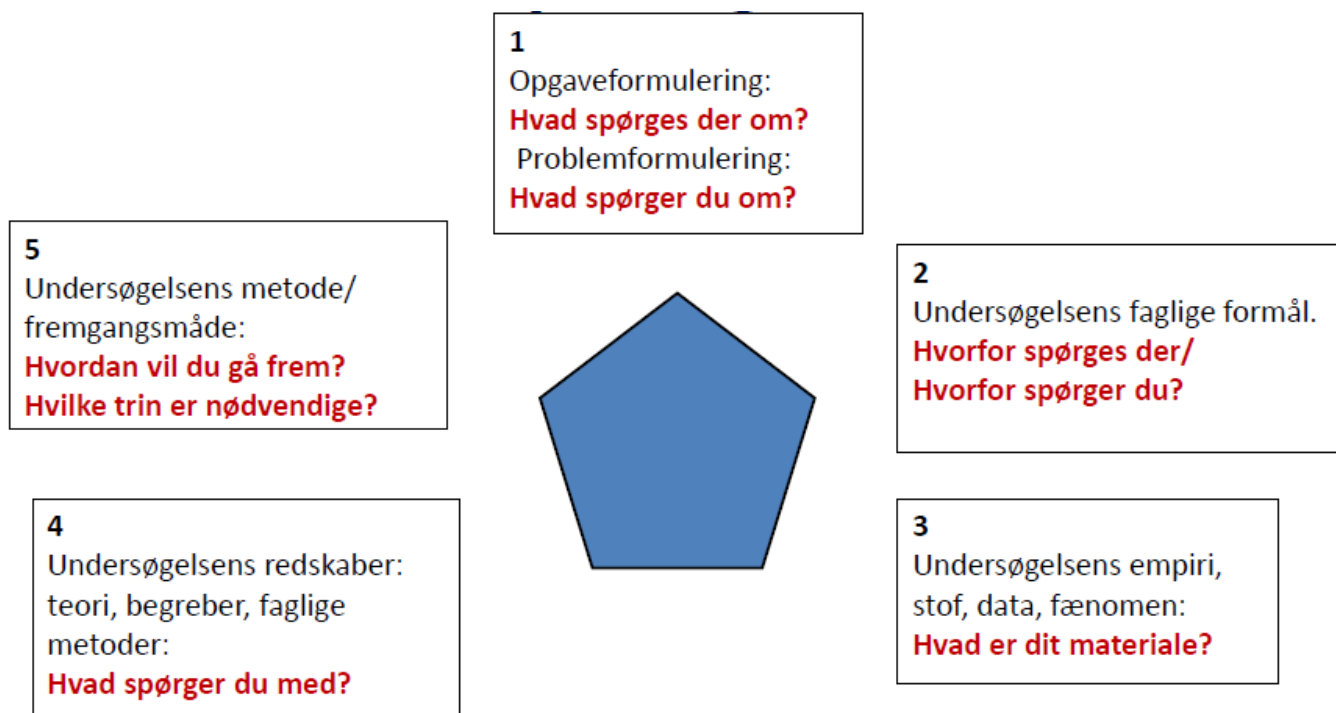 1
Opgaveformulering:
Hvad spørges der om?
Problemformulering:
Hvad spørger du om?
2
Undersøgelsens faglige formål.
Hvorfor spørges der/
Hvorfor spørger du?
3
Undersøgelsens empiri,
stof, data, fænomen:
Hvad er dit materiale?
4
Undersøgelsens redskaber:
teori, begreber, faglige
metoder:
Hvad spørger du med?
5
Undersøgelsens metode/
fremgangsmåde:
Hvordan vil du gå frem?
Hvilke trin er nødvendige?